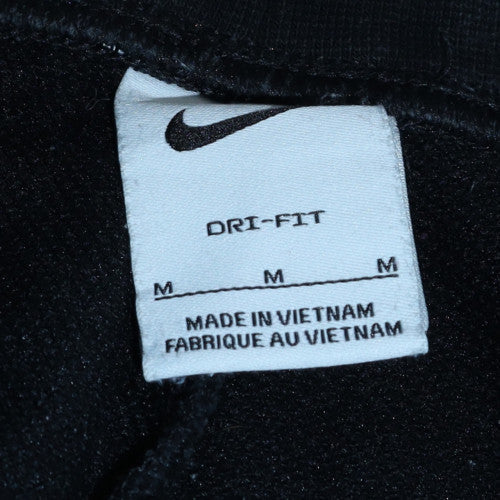 DRI-FIT
M M M
MADE IN VIETNAM
FABRIQUE AU VIETNAM